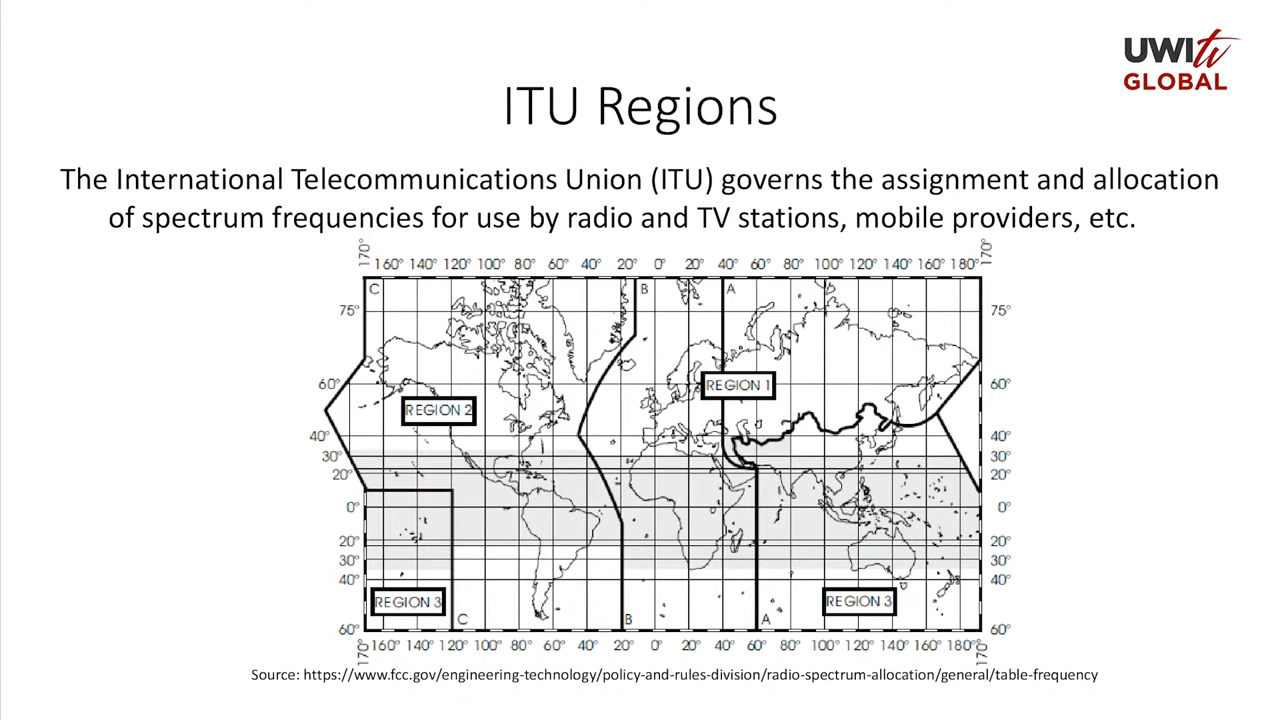 UWI tv
GLOBAL
ITU Regions
The International Telecommunications Union (ITU) governs the assignment and allocation
of spectrum frequencies for use by radio and TV stations, mobile providers, etc.
170° 160° 140° 120° 100° 80° 60° 40° 20° 0° 20° 40° 60° 80° 100° 120° 140° 160° 180° 170°
C B A
75° 75°
60° REGION 1 60°
REGION 2
40° 40°
30° 30°
20° 20°
0° 0°
20° 20°
30° 30°
40° 40°
REGION 3 REGION 3
C B A
60° 60°
170° 160° 140° 120° 100° 80° 60° 40° 20° 0° 20° 40° 60° 80° 100° 120° 140° 160° 180° 170°
Source: https://www.fcc.gov/engineering-technology/policy-and-rules-division/radio-spectrum-allocation/general/table-frequency